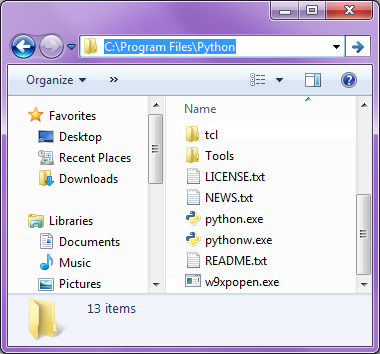 C:\Program Files\Python
Organize
»
Name
Favorites
Desktop
Recent Places
Downloads
Libraries
Documents
Music
Pictures
tcl
Tools
LICENSE.txt
NEWS.txt
python.exe
pythonw.exe
README.txt
w9xpopen.exe
13 items